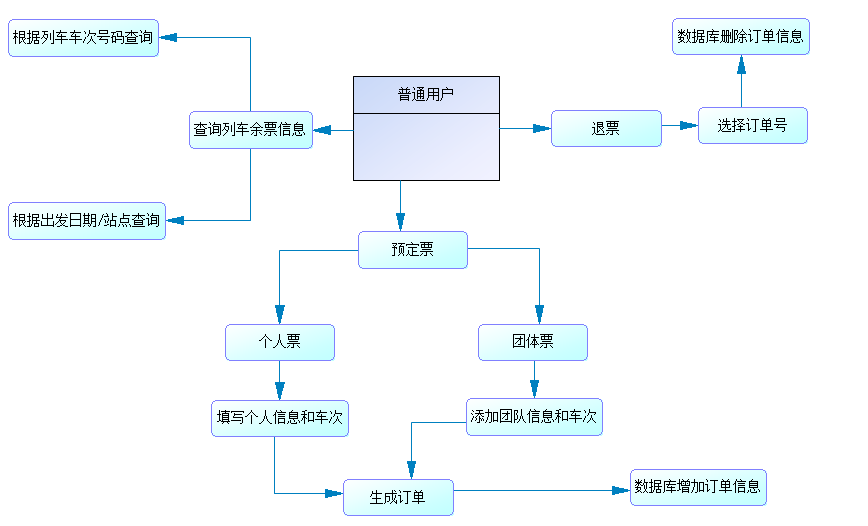 根据列车车次号码查询
数据库删除订单信息
普通用户
查询列车余票信息
退票
选择订单号
根据出发日期/站点查询
预定票
个人票
团体票
填写个人信息和车次
添加团队信息和车次
生成订单
数据库增加订单信息